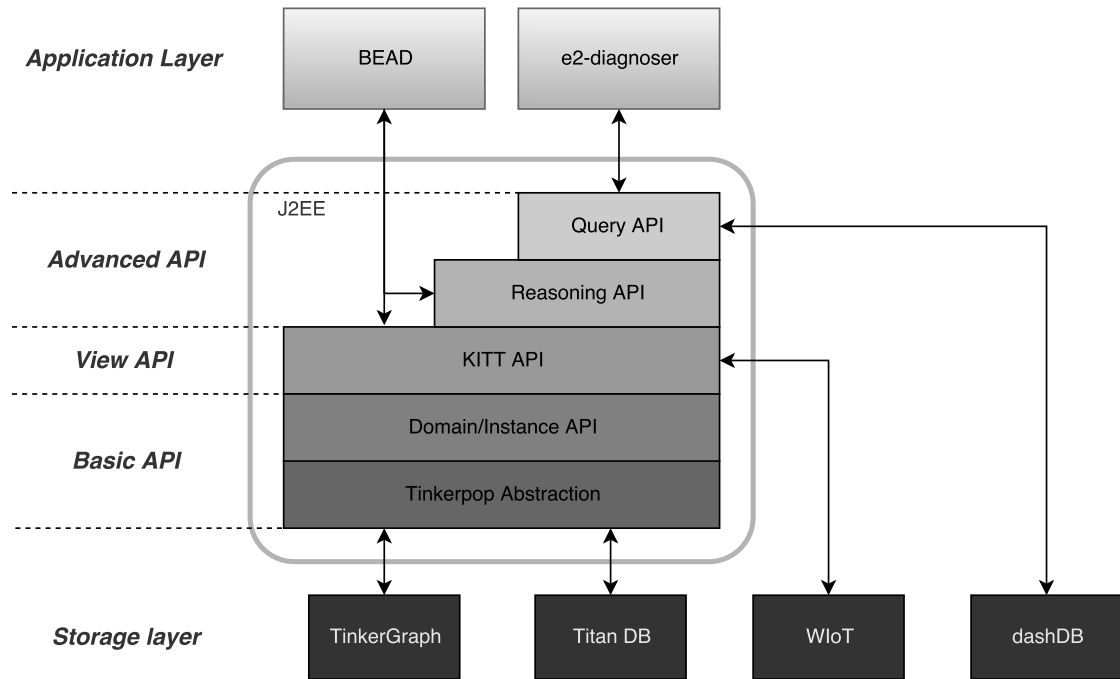 Application Layer
BEAD
e2-diagnoser
J2EE
Query API
Advanced API
Reasoning API
View API
KITT API
Domain/Instance API
Basic API
Tinkerpop Abstraction
Storage layer
TinkerGraph
Titan DB
WIoT
dashDB